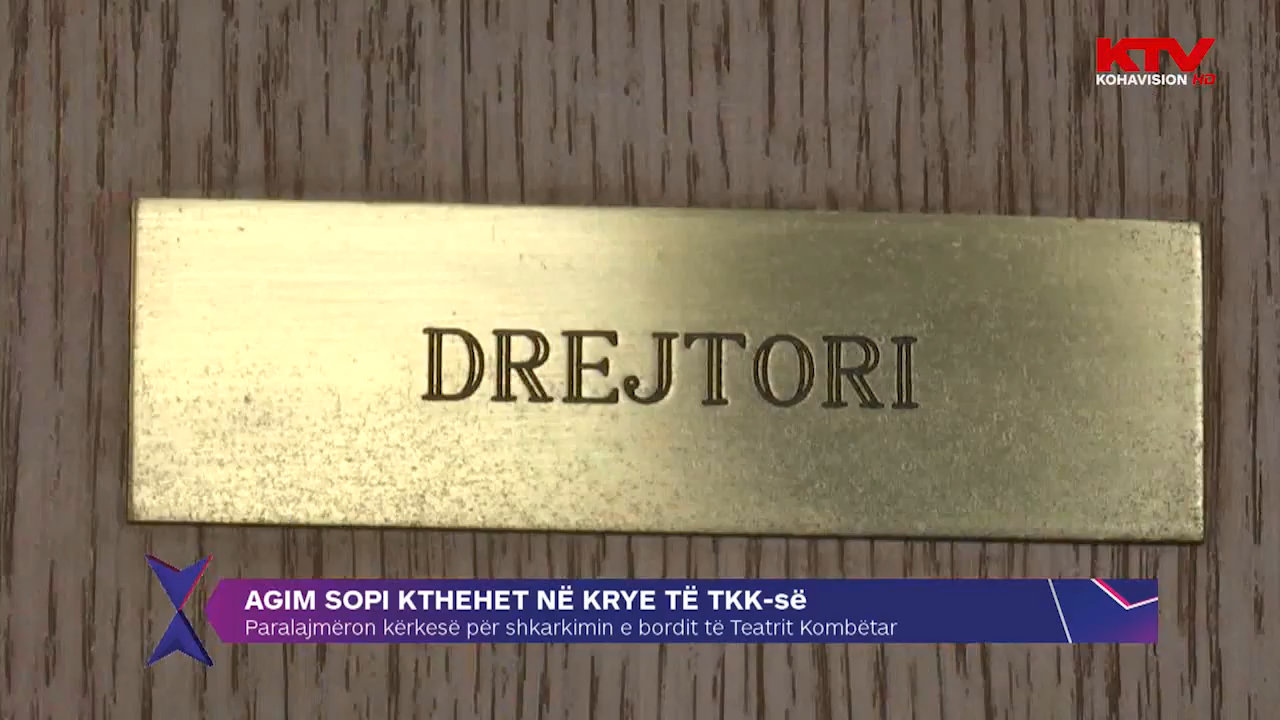 KTV
KOHAVISION HD
DREJTORI
AGIM SOPI KTHEHET NË KRYE TË TKK-së
Paralajmëron kërkesë për shkarkimin e bordit të Teatrit Kombëtar